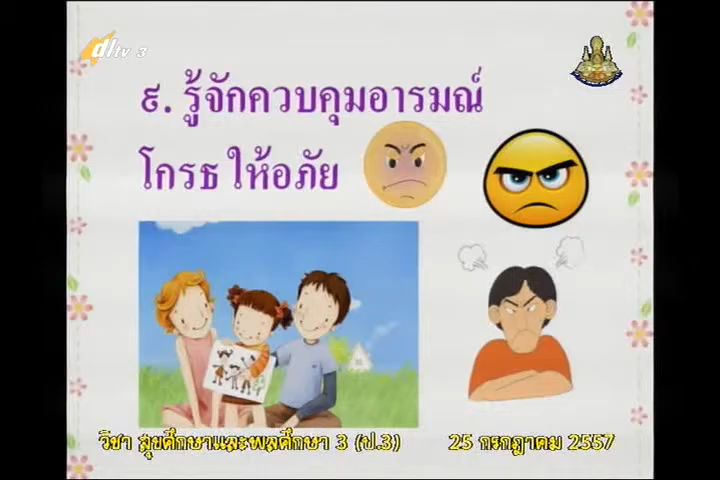 dltv 3
๙. รู้จักควบคุมอารมณ์
โกรธ ให้อภัย
วิชา สุขศึกษาและพลศึกษา 3 (ป.3) 25 กรกฎาคม 2557